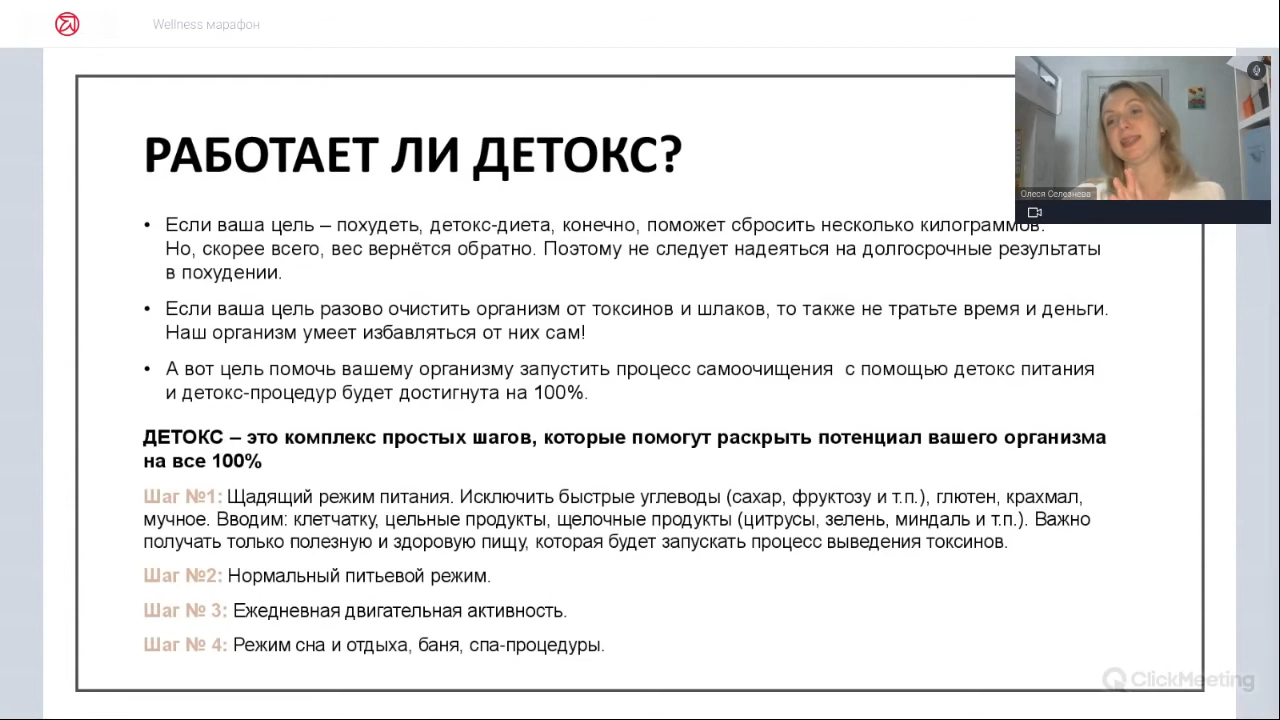 Wellness марафон
РАБОТАЕТ ЛИ ДЕТОКС?
Олеся Селезнева
• Если ваша цель – похудеть, детокс-диета, конечно, поможет сбросить несколько килограммов.
Но, скорее всего, вес вернётся обратно. Поэтому не следует надеяться на долгосрочные результаты
в похудении.
• Если ваша цель разово очистить организм от токсинов и шлаков, то также не тратьте время и деньги.
Наш организм умеет избавляться от них сам!
• А вот цель помочь вашему организму запустить процесс самоочищения с помощью детокс питания
и детокс-процедур будет достигнута на 100%.
ДЕТОКС – это комплекс простых шагов, которые помогут раскрыть потенциал вашего организма
на все 100%
Шаг №1: Щадящий режим питания. Исключить быстрые углеводы (сахар, фруктозу и т.п.), глютен, крахмал,
мучное. Вводим: клетчатку, цельные продукты, щелочные продукты (цитрусы, зелень, миндаль и т.п.). Важно
получать только полезную и здоровую пищу, которая будет запускать процесс выведения токсинов.
Шаг №2: Нормальный питьевой режим.
Шаг № 3: Ежедневная двигательная активность.
Шаг № 4: Режим сна и отдыха, баня, спа-процедуры.
ClickMeeting